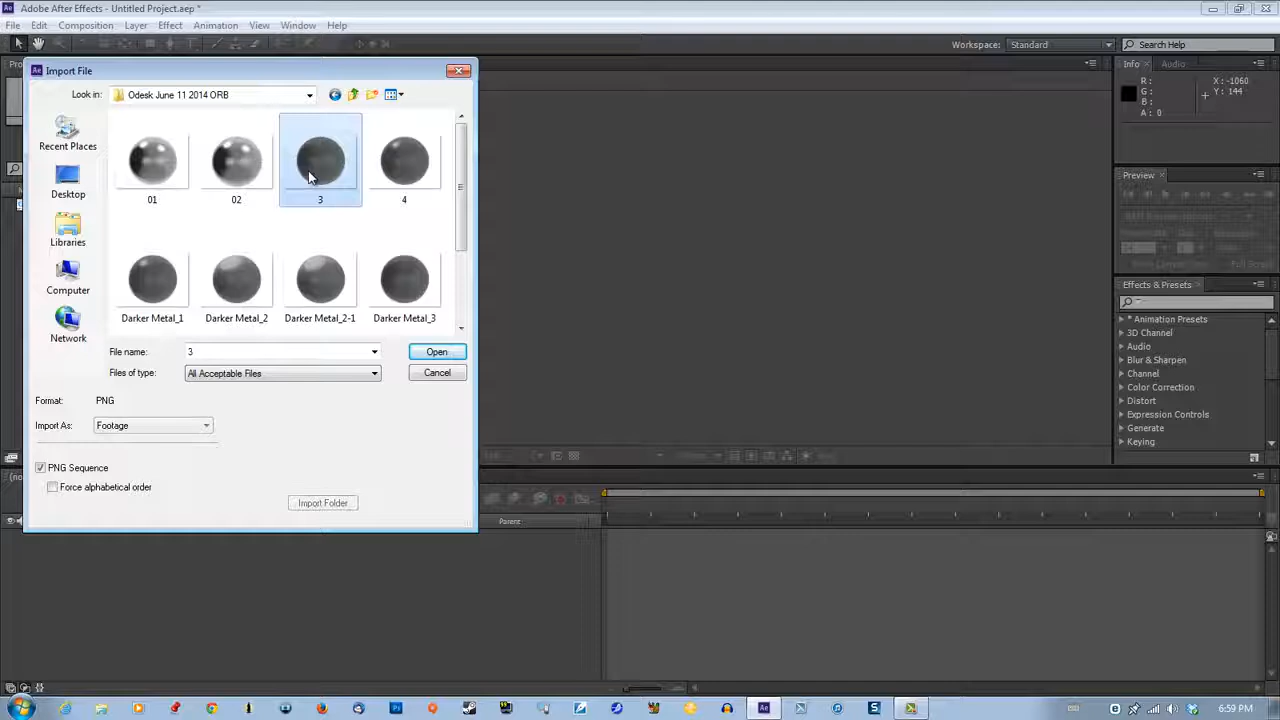 Adobe After Effects - Untitled Project.aep *
File Edit Composition Layer Effect Animation View Window Help
Workspace: Standard Search Help
Import File
Look in: Odesk June 11 2014 ORB
Recent Places
Desktop
Libraries
Computer
Network
01 02 3 4
Darker Metal_1 Darker Metal_2 Darker Metal_2-1 Darker Metal_3
File name: 3 Open
Files of type: All Acceptable Files Cancel
Format: PNG
Import As: Footage
PNG Sequence
Force alphabetical order
Import Folder
Info Audio
R: X: -1060
G: Y: 144
B:
A: 0
Preview
Effects & Presets
* Animation Presets
3D Channel
Audio
Blur & Sharpen
Channel
Color Correction
Distort
Expression Controls
Generate
Keying
Parent
6:59 PM